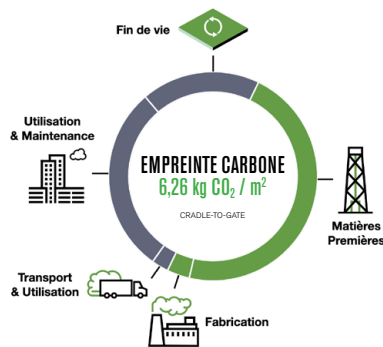 Fin de vie
Utilisation
& Maintenance
EMPREINTE CARBONE
6,26 kg CO₂ / m²
CRADLE-TO-GATE
Matières
Premières
Transport
& Utilisation
Fabrication